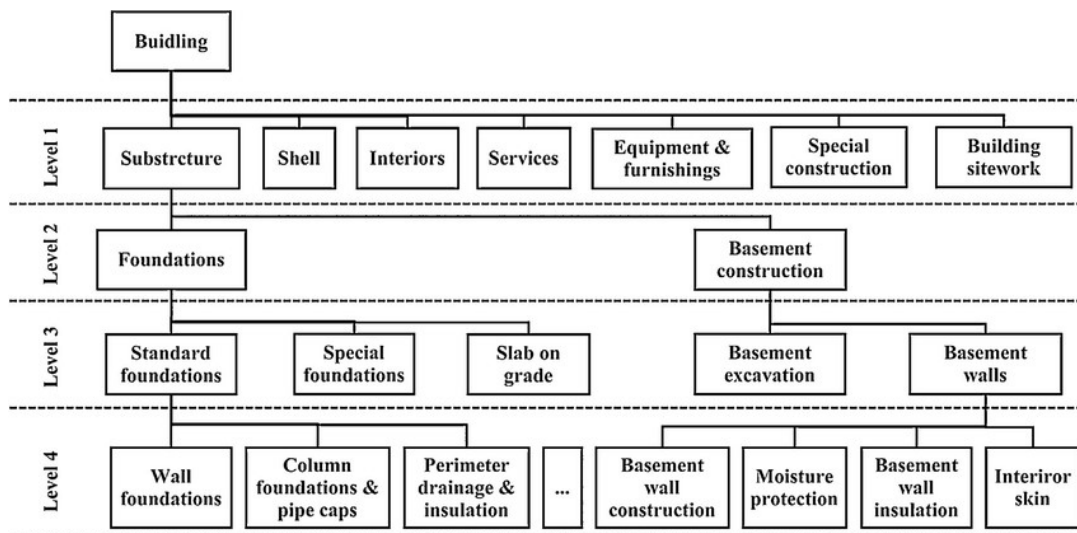 Buidling
Level 1
Substrcture
Shell
Interiors
Services
Equipment &
furnishings
Special
construction
Building
sitework
Level 2
Foundations
Basement
construction
Level 3
Standard
foundations
Special
foundations
Slab on
grade
Basement
excavation
Basement
walls
Level 4
Wall
foundations
Column
foundations &
pipe caps
Perimeter
drainage &
insulation
...
Basement
wall
construction
Moisture
protection
Basement
wall
insulation
Interiror
skin